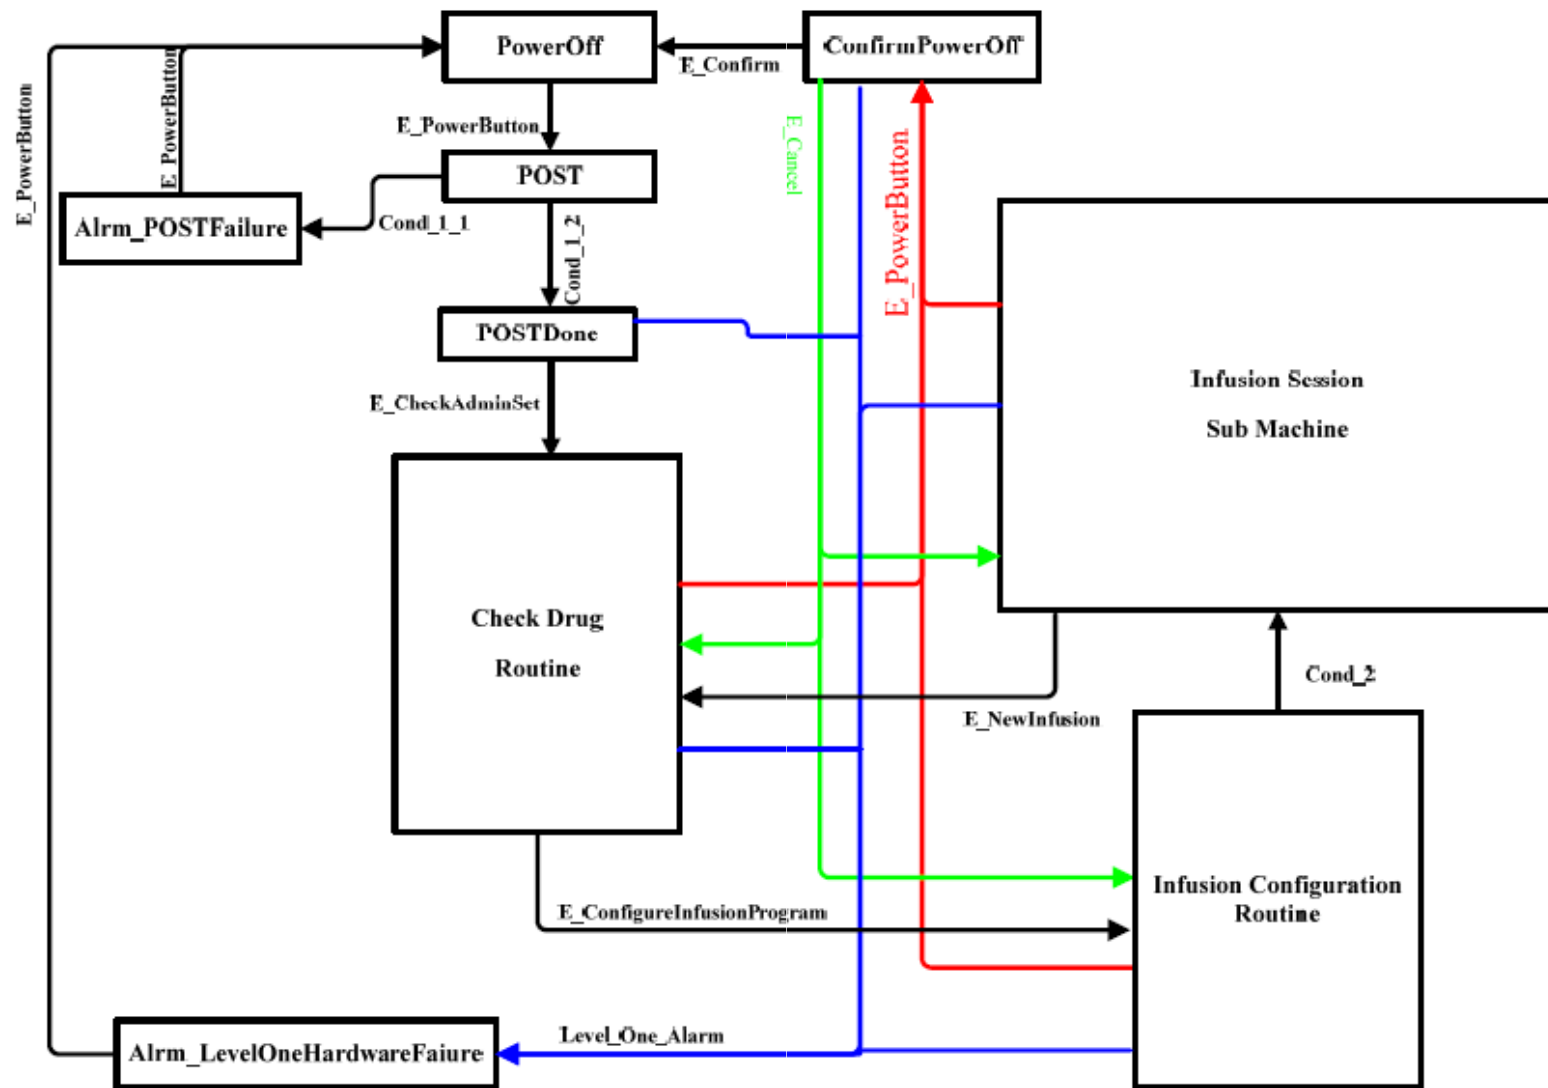 PowerOff
ConfirmPowerOff
E_Confirm
E_PowerButton
E_PowerButton
E_PowerButton
E_Cancel
E_PowerButton
POST
Alrm_POSTFailure
Cond_1_1
Cond_1_2
POSTDone
E_CheckAdminSet
Infusion Session
Sub Machine
Check Drug
Routine
Cond_2
E_NewInfusion
Infusion Configuration
Routine
E_ConfigureInfusionProgram
Level_One_Alarm
Alrm_LevelOneHardwareFaiure